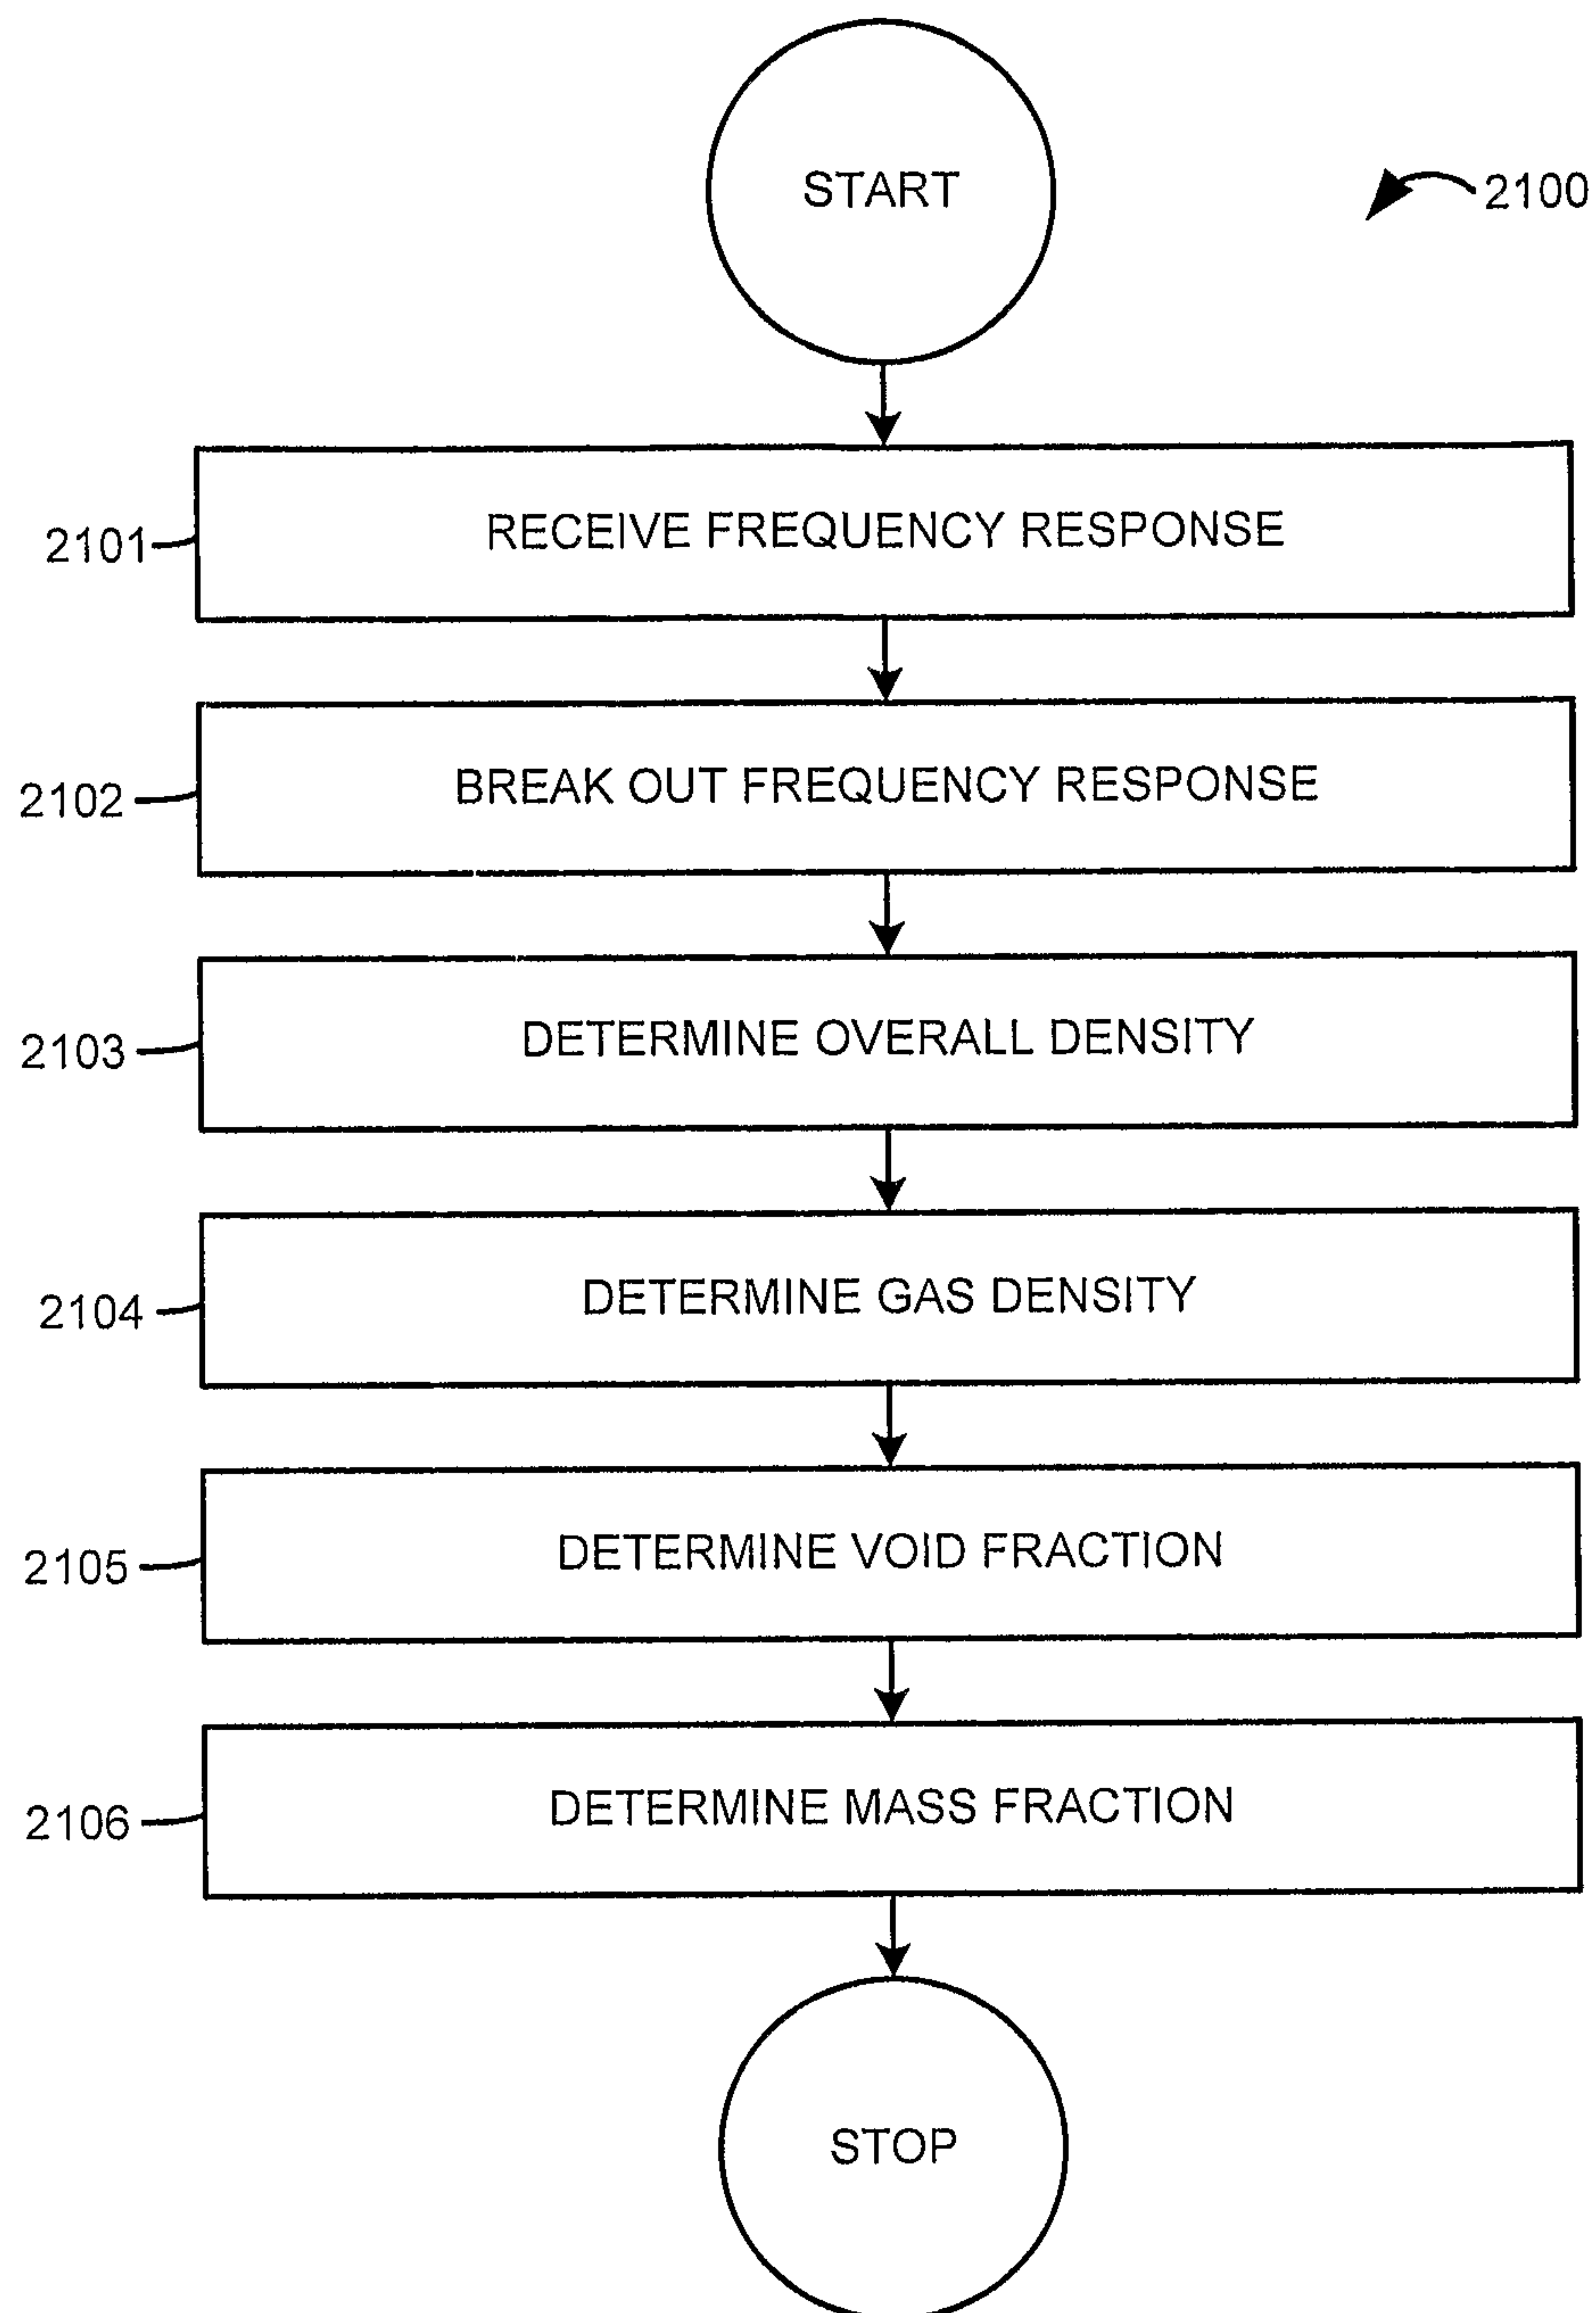 START
2100
2101
RECEIVE FREQUENCY RESPONSE
2102
BREAK OUT FREQUENCY RESPONSE
2103
DETERMINE OVERALL DENSITY
2104
DETERMINE GAS DENSITY
2105
DETERMINE VOID FRACTION
2106
DETERMINE MASS FRACTION
STOP